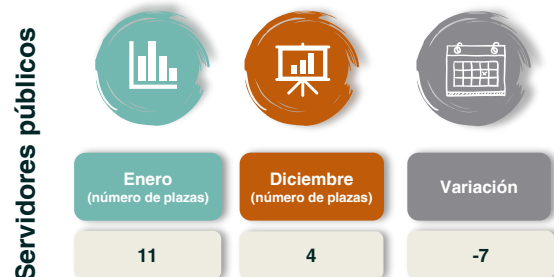 Servidores públicos
Enero
(número de plazas)
Diciembre
(número de plazas)
Variación
11
4
-7